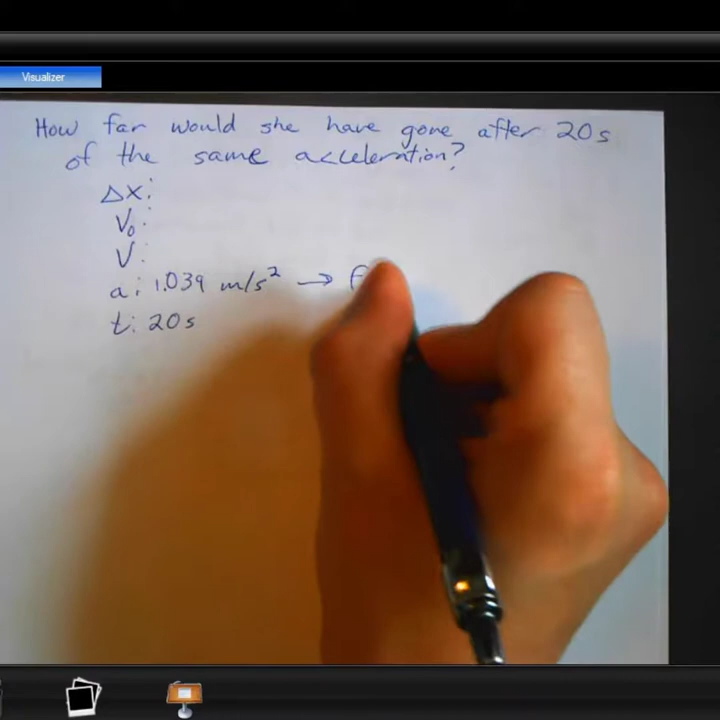 Visualizer
How far would she have gone after 20s
of the same acceleration?
Δx:
V₀:
V:
a: 1.039 m/s² → f
t: 20s